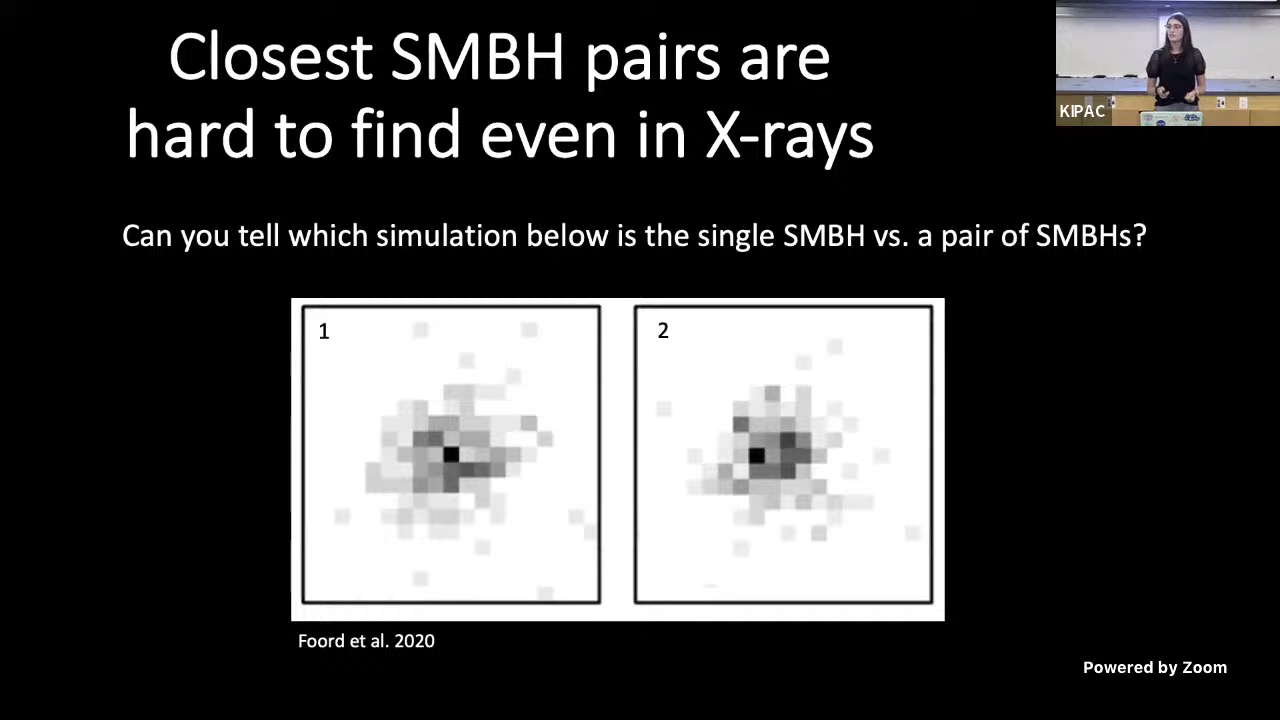 Closest SMBH pairs are
hard to find even in X-rays
KIPAC
Can you tell which simulation below is the single SMBH vs. a pair of SMBHs?
1
2
Foord et al. 2020
Powered by Zoom